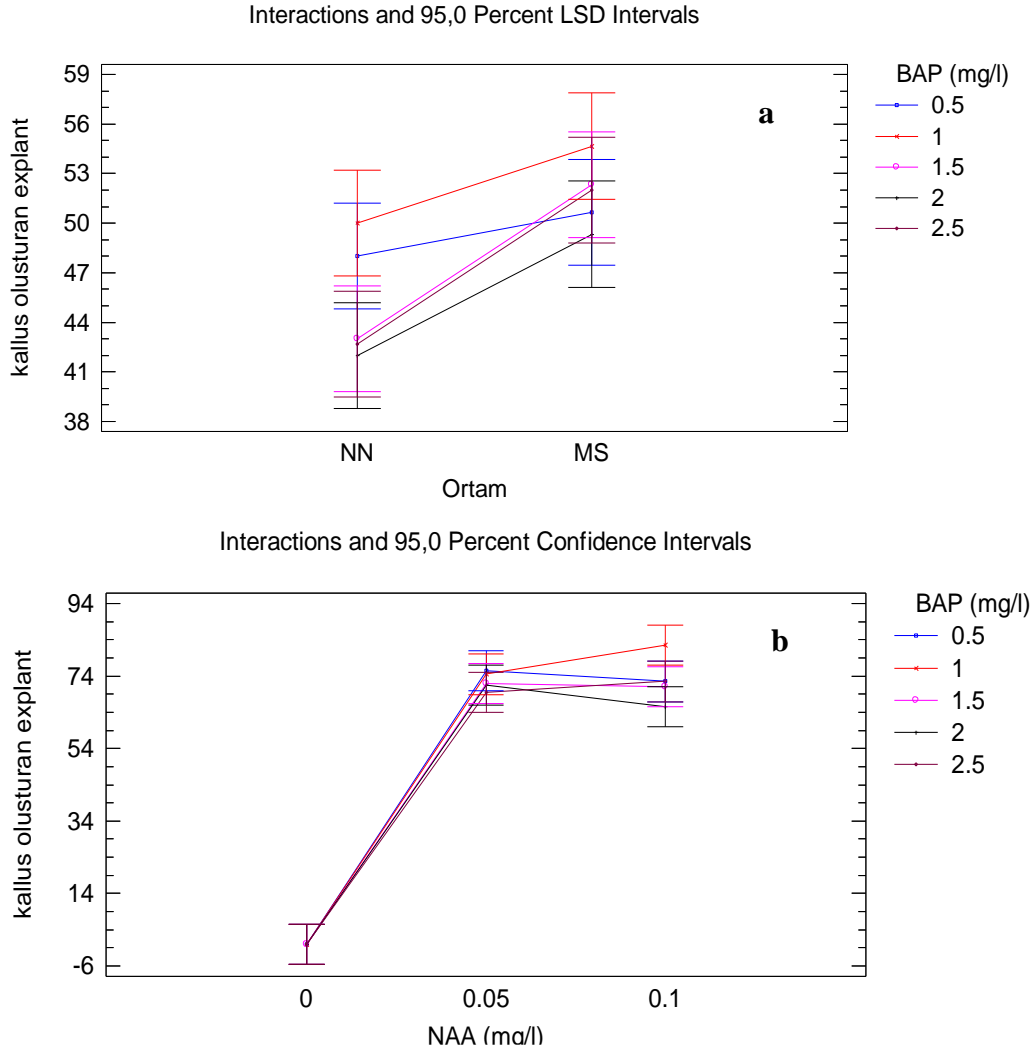 Interactions and 95,0 Percent LSD Intervals
59
56
53
50
47
44
41
38
kallus olusturan explant
NN
MS
Ortam
a
BAP (mg/l)
0.5
1
1.5
2
2.5
Interactions and 95,0 Percent Confidence Intervals
94
74
54
34
14
-6
kallus olusturan explant
0
0.05
0.1
NAA (mg/l)
b
BAP (mg/l)
0.5
1
1.5
2
2.5